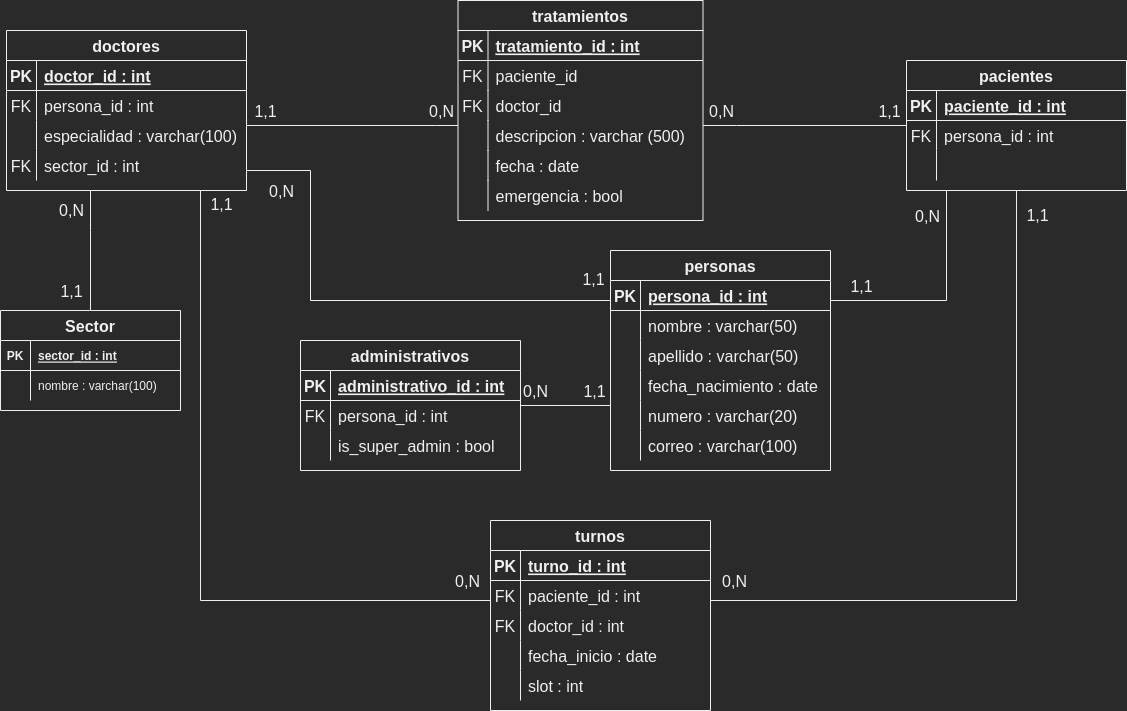 tratamientos
PK tratamiento_id : int
FK paciente_id
FK doctor_id
descripcion : varchar (500)
fecha : date
emergencia : bool
doctores
PK doctor_id : int
FK persona_id : int
especialidad : varchar(100)
FK sector_id : int
pacientes
PK paciente_id : int
FK persona_id : int
1,1
0,N
0,N
1,1
0,N
1,1
0,N
0,N
1,1
1,1
1,1
1,1
personas
PK persona_id : int
nombre : varchar(50)
apellido : varchar(50)
fecha_nacimiento : date
numero : varchar(20)
correo : varchar(100)
Sector
PK sector_id : int
nombre : varchar(100)
administrativos
PK administrativo_id : int
FK persona_id : int
is_super_admin : bool
0,N
1,1
turnos
PK turno_id : int
FK paciente_id : int
FK doctor_id : int
fecha_inicio : date
slot : int
0,N
0,N